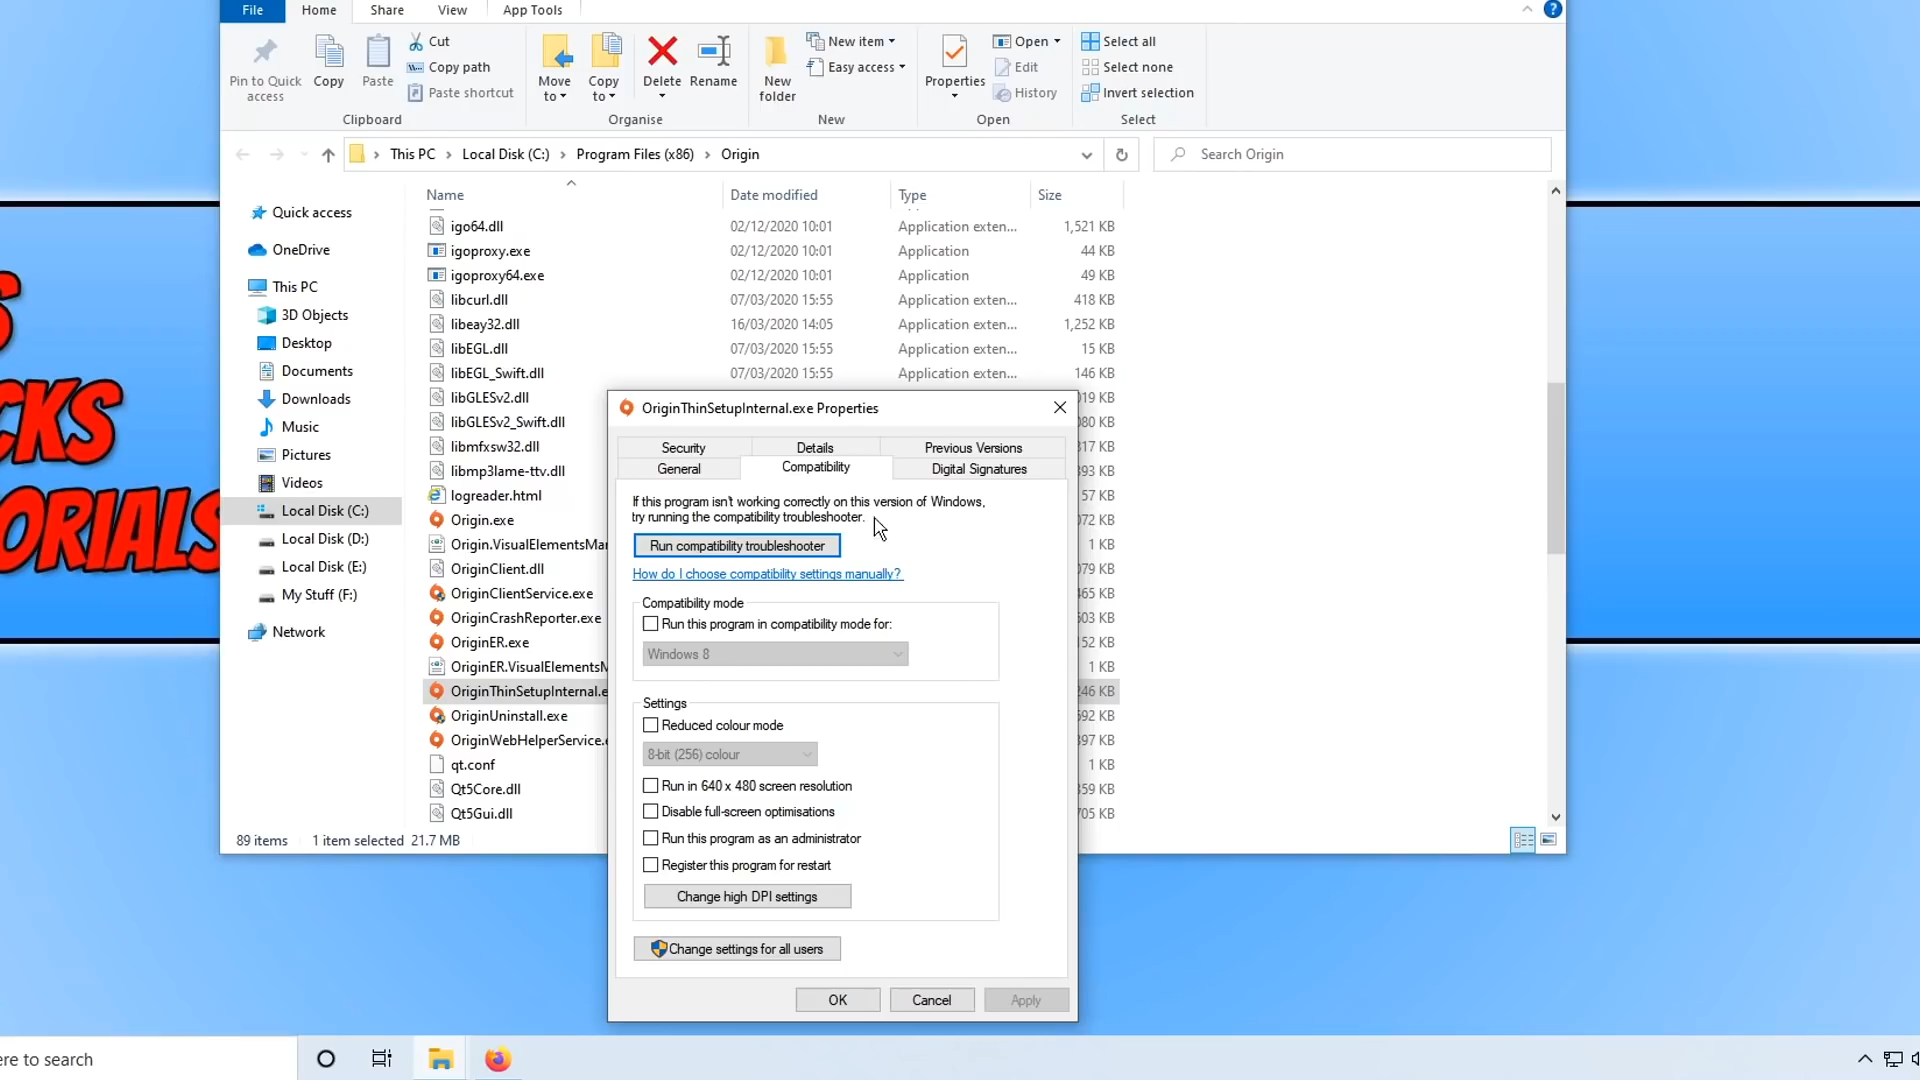 File
Home
Share
View
App Tools
Pin to Quick
access
Copy
Paste
Cut
Copy path
Paste shortcut
Clipboard
Move
to
Copy
to
Delete
Rename
Organise
New
folder
New item
Easy access
New
Properties
Open
Edit
History
Open
Select all
Select none
Invert selection
Select
This PC
Local Disk (C:)
Program Files (x86)
Origin
Search Origin
Quick access
OneDrive
This PC
3D Objects
Desktop
Documents
Downloads
Music
Pictures
Videos
Local Disk (C:)
Local Disk (D:)
Local Disk (E:)
My Stuff (F:)
Network
Name Date modified Type Size
igo64.dll 02/12/2020 10:01 Application exten... 1,521 KB
igoproxy.exe 02/12/2020 10:01 Application 44 KB
igoproxy64.exe 02/12/2020 10:01 Application 49 KB
libcurl.dll 07/03/2020 15:55 Application exten... 418 KB
libeay32.dll 16/03/2020 14:05 Application exten... 1,252 KB
libEGL.dll 07/03/2020 15:55 Application exten... 15 KB
libEGL_Swift.dll 07/03/2020 15:55 Application exten... 146 KB
libGLESv2.dll 019 KB
libGLESv2_Swift.dll 080 KB
libmfxsw32.dll 317 KB
libmp3lame-ttv.dll 393 KB
logreader.html 57 KB
Origin.exe 072 KB
Origin.VisualElementsMa 1 KB
OriginClient.dll 079 KB
OriginClientService.exe 465 KB
OriginCrashReporter.exe 503 KB
OriginER.exe 152 KB
OriginER.VisualElementsM 1 KB
OriginThinSetupInternal.e 246 KB
OriginUninstall.exe 592 KB
OriginWebHelperService.e 397 KB
qt.conf 1 KB
Qt5Core.dll 359 KB
Qt5Gui.dll 705 KB
89 items 1 item selected 21.7 MB
OriginThinSetupInternal.exe Properties
Security
Details
Previous Versions
General
Compatibility
Digital Signatures
If this program isn't working correctly on this version of Windows,
try running the compatibility troubleshooter.
Run compatibility troubleshooter
How do I choose compatibility settings manually?
Compatibility mode
Run this program in compatibility mode for:
Windows 8
Settings
Reduced colour mode
8-bit (256) colour
Run in 640 x 480 screen resolution
Disable full-screen optimisations
Run this program as an administrator
Register this program for restart
Change high DPI settings
Change settings for all users
OK
Cancel
Apply
S
CKS
ORIALS
ere to search